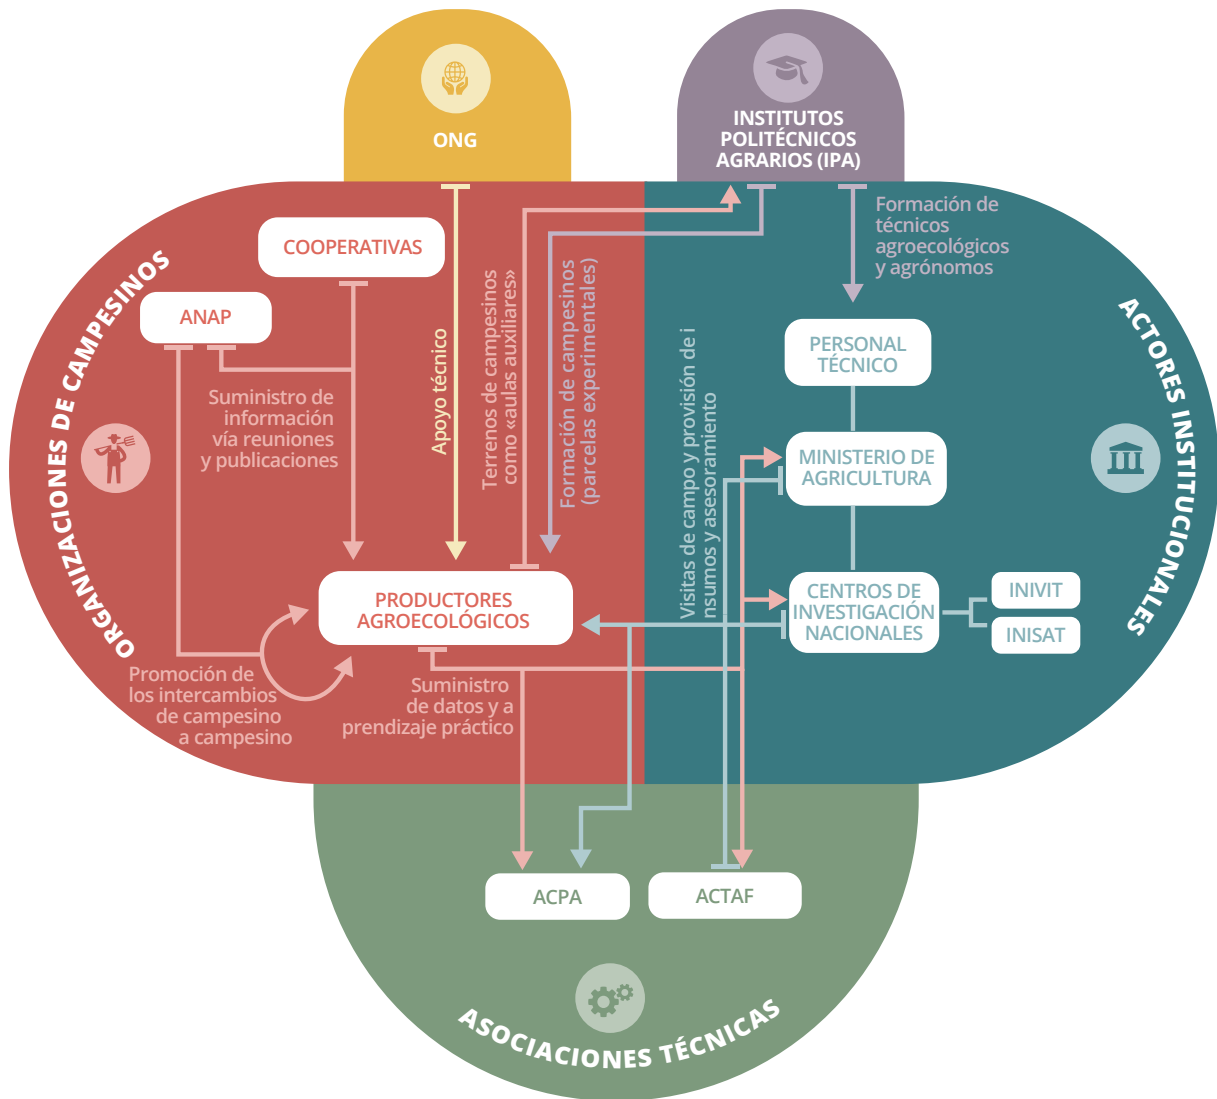 ONG
INSTITUTOS
POLITÉCNICOS
AGRARIOS (IPA)
ORGANIZACIONES DE CAMPESINOS
COOPERATIVAS
ANAP
Suministro de
información
vía reuniones
y publicaciones
Apoyo técnico
Terrenos de campesinos
como «aulas auxiliares»
Formación de campesinos
(parcelas experimentales)
Formación de
técnicos
agroecológicos
y agrónomos
ACTORES INSTITUCIONALES
PERSONAL
TÉCNICO
MINISTERIO DE
AGRICULTURA
Visitas de campo y provisión de i
nsumos y asesoramiento
CENTROS DE
INVESTIGACIÓN
NACIONALES
INIVIT
INISAT
PRODUCTORES
AGROECOLÓGICOS
Promoción de
los intercambios
de campesino
a campesino
Suministro
de datos y a
prendizaje práctico
ACPA
ACTAF
ASOCIACIONES TÉCNICAS